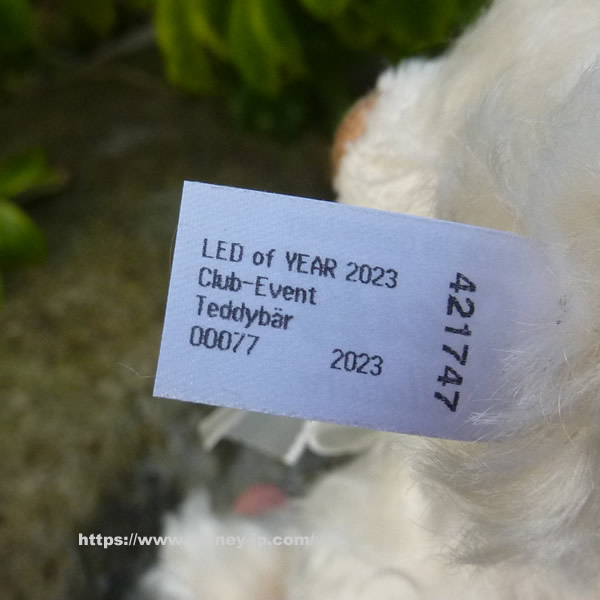 LED of YEAR 2023
Club-Event
Teddybär
00077 2023
421747